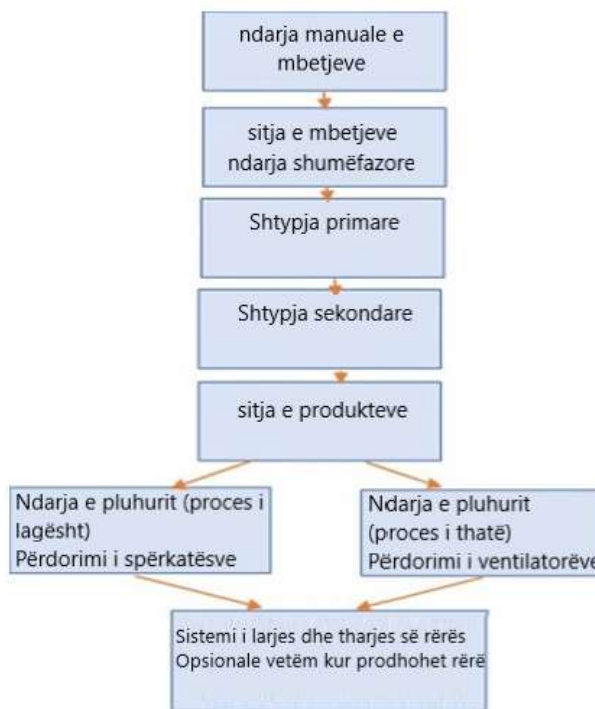 ndarja manuale e
mbetjeve
sitja e mbetjeve
ndarja shumëfazore
Shtypja primare
Shtypja sekondare
sitja e produkteve
Ndarja e pluhurit (proces i
lagësht)
Përdorimi i spërkatësve
Ndarja e pluhurit
(proces i thatë)
Përdorimi i ventilatorëve
Sistemi i larjes dhe tharjes së rërës
Opsionale vetëm kur prodhohet rërë